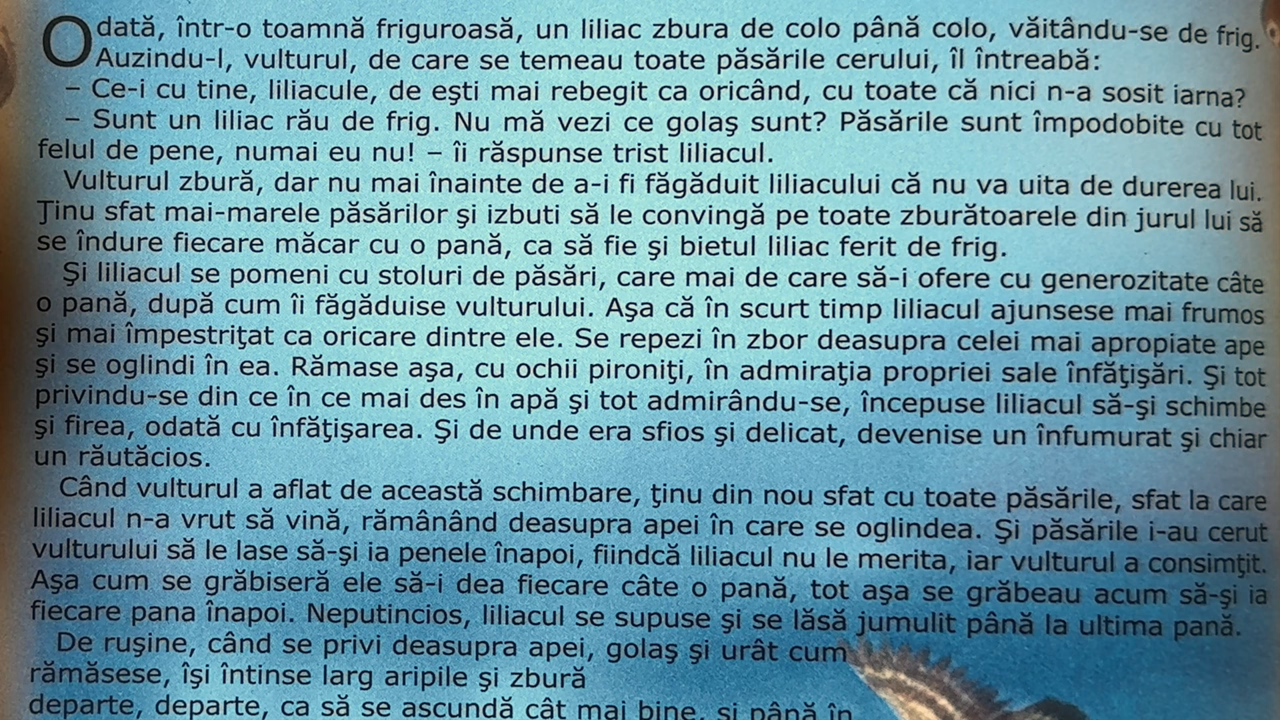 Odată, într-o toamnă friguroasă, un liliac zbura de colo până colo, văitându-se de frig.
Auzindu-l, vulturul, de care se temeau toate păsările cerului, îl întreabă:
– Ce-i cu tine, liliacule, de eşti mai rebegit ca oricând, cu toate că nici n-a sosit iarna?
– Sunt un liliac rău de frig. Nu mă vezi ce golaş sunt? Păsările sunt împodobite cu tot
felul de pene, numai eu nu! – îi răspunse trist liliacul.
Vulturul zbură, dar nu mai înainte de a-i fi făgăduit liliacului că nu va uita de durerea lui.
Ţinu sfat mai-marele păsărilor şi izbuti să le convingă pe toate zburătoarele din jurul lui să
se îndure fiecare măcar cu o pană, ca să fie şi bietul liliac ferit de frig.
Şi liliacul se pomeni cu stoluri de păsări, care mai de care să-i ofere cu generozitate câte
o pană, după cum îi făgăduise vulturului. Aşa că în scurt timp liliacul ajunsese mai frumos
şi mai împestriţat ca oricare dintre ele. Se repezi în zbor deasupra celei mai apropiate ape
şi se oglindi în ea. Rămase aşa, cu ochii pironiţi, în admiraţia propriei sale înfăţişări. Şi tot
privindu-se din ce în ce mai des în apă şi tot admirându-se, începuse liliacul să-şi schimbe
şi firea, odată cu înfăţişarea. Şi de unde era sfios şi delicat, devenise un înfumurat şi chiar
un răutăcios.
Când vulturul a aflat de această schimbare, ţinu din nou sfat cu toate păsările, sfat la care
liliacul n-a vrut să vină, rămânând deasupra apei în care se oglindea. Şi păsările i-au cerut
vulturului să le lase să-şi ia penele înapoi, fiindcă liliacul nu le merita, iar vulturul a consimţit.
Aşa cum se grăbiseră ele să-i dea fiecare câte o pană, tot aşa se grăbeau acum să-şi ia
fiecare pana înapoi. Neputincios, liliacul se supuse şi se lăsă jumulit până la ultima pană.
De ruşine, când se privi deasupra apei, golaş şi urât cum
rămăsese, îşi întinse larg aripile şi zbură
departe, departe, ca să se ascundă cât mai bine, şi până în